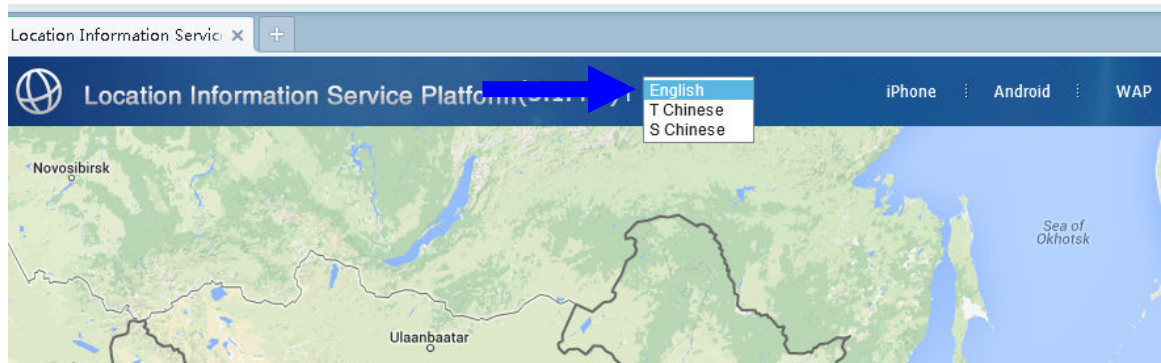 Location Information Servic
Location Information Service Platform
English
T Chinese
S Chinese
iPhone
Android
WAP
Novosibirsk
Sea of
Okhotsk
Ulaanbaatar